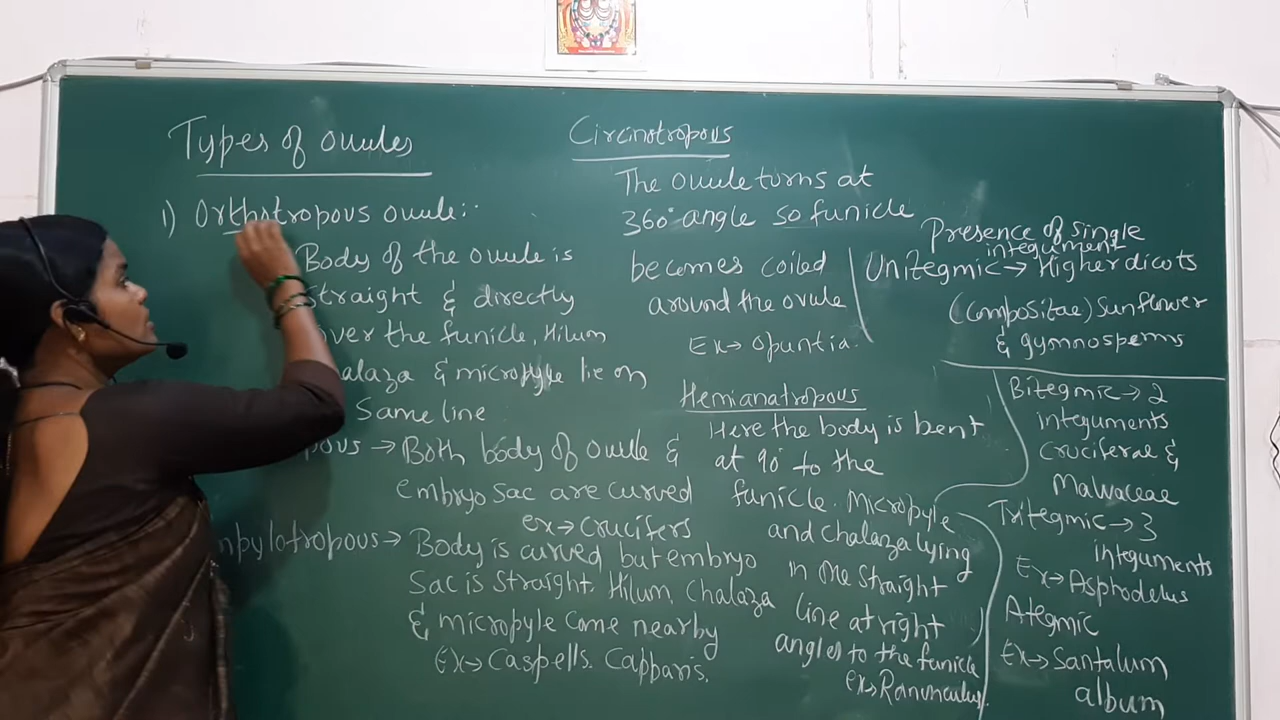 Types of ovules
1) Orthotropous ovule:-
Body of the ovule is
straight & directly
over the funicle, Hilum
alaza & micropyle lie on
Same line
pous → Both body of ovule &
embryo sac are curved
ex → crucifers
mpylotropous → Body is curved but embryo
Sac is straight. Hilum, Chalaza
& micropyle come nearby
Ex → Caspells. Capparis.
Circinotropous
The ovule turns at
360° angle so funicle
becomes coiled
around the ovule
Ex → Opuntia.
Hemianatropous
Here the body is bent
at 90° to the
funicle. Micropyle
and chalaza lying
in one straight
line at right
angles to the funicle
ex → Ranunculus.
Presence of single
integument
Unitegmic → Higher dicots
(Compositae) Sunflower
& gymnosperms
Bitegmic → 2
integuments
Cruciferae &
Malvaceae
Tritegmic → 3
integuments
Ex → Asphodelus
Ategmic
Ex → Santalum
album